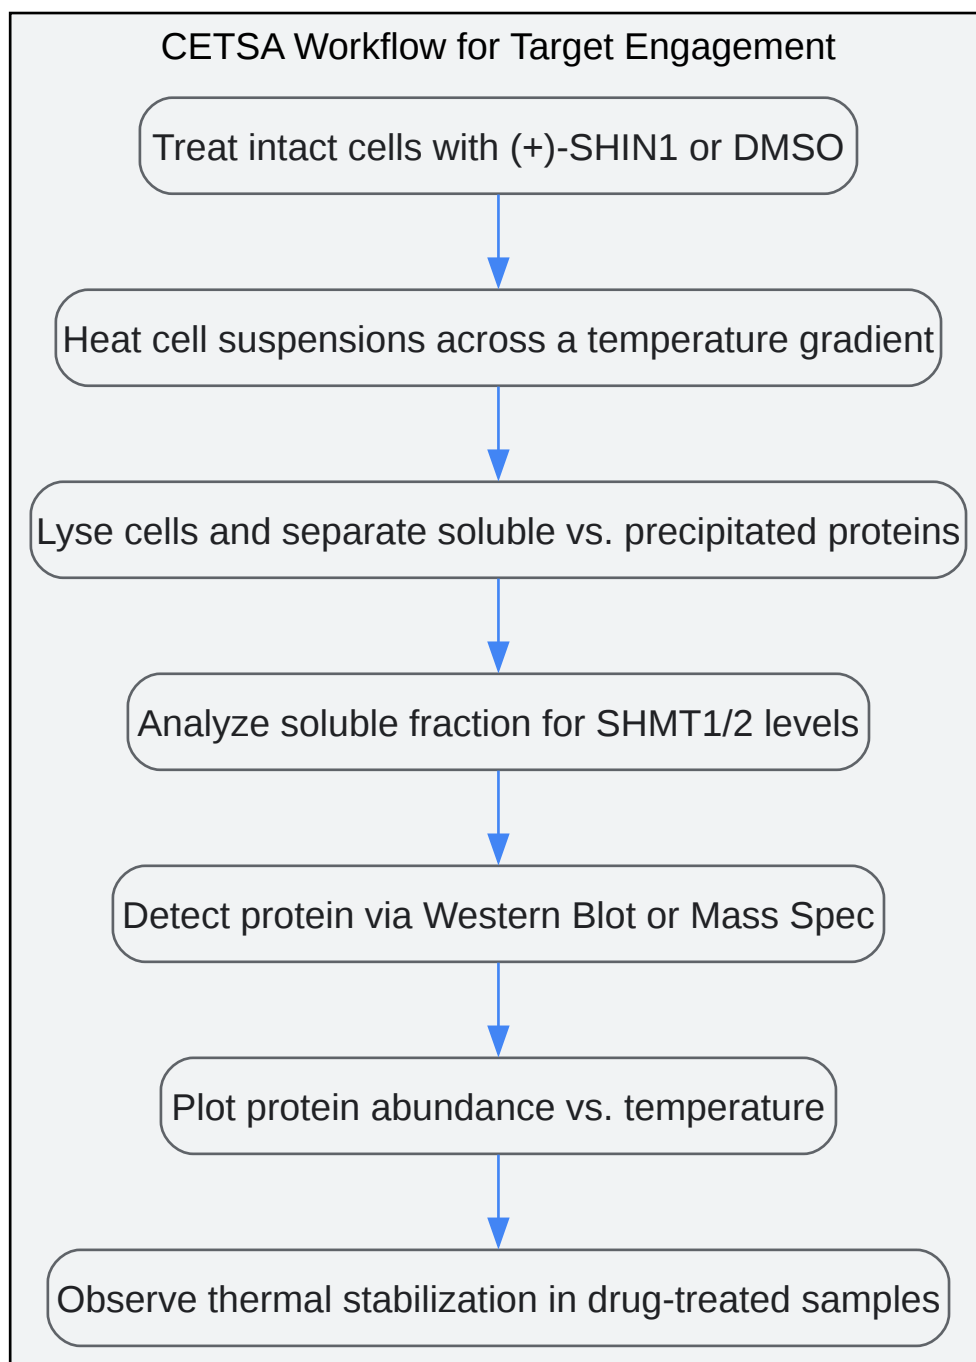 CETSA Workflow for Target Engagement
Treat intact cells with (+)-SHIN1 or DMSO
Heat cell suspensions across a temperature gradient
Lyse cells and separate soluble vs. precipitated proteins
Analyze soluble fraction for SHMT1/2 levels
Detect protein via Western Blot or Mass Spec
Plot protein abundance vs. temperature
Observe thermal stabilization in drug-treated samples